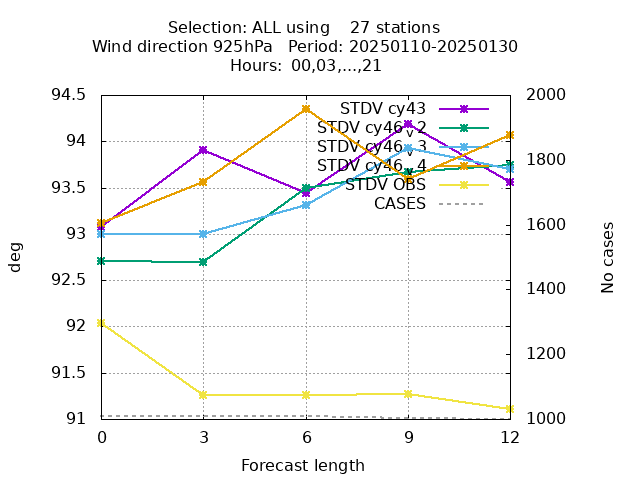 Selection: ALL using    27 stations
Wind direction 925hPa   Period: 20250110-20250130
Hours:  00,03,...,21
94.5
94
93.5
93
92.5
92
91.5
91
2000
1800
1600
1400
1200
1000
STDV cy43
STDV cy46_v_2
STDV cy46_v_3
STDV cy46_v_4
STDV OBS
CASES
deg
No cases
0 3 6 9 12
Forecast length